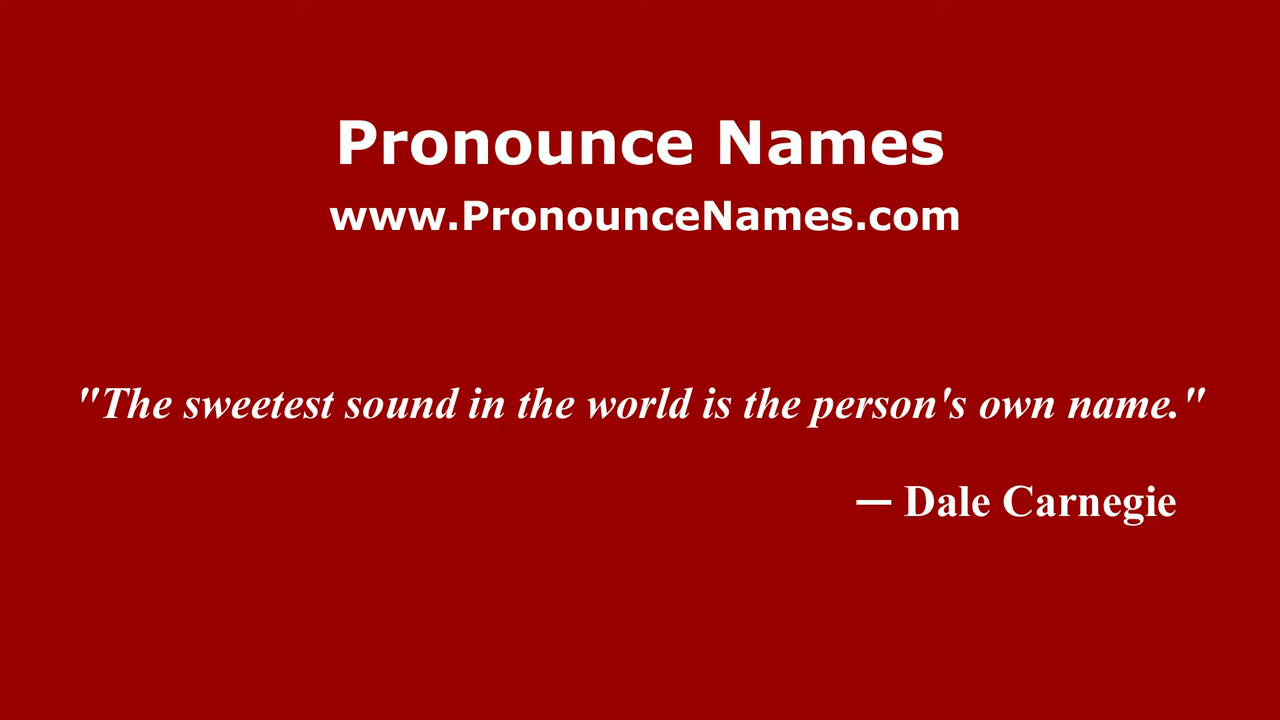 Pronounce Names
www.PronounceNames.com
"The sweetest sound in the world is the person's own name."
— Dale Carnegie